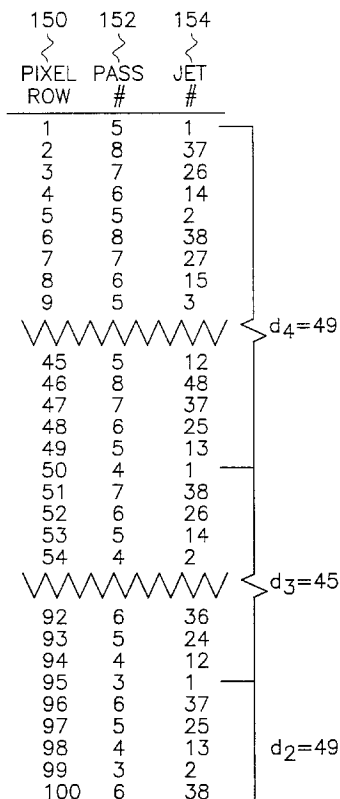 150 152 154
PIXEL PASS JET
ROW # #
1 5 1
2 8 37
3 7 26
4 6 14
5 5 2
6 8 38
7 7 27
8 6 15
9 5 3
d4=49
45 5 12
46 8 48
47 7 37
48 6 25
49 5 13
50 4 1
51 7 38
52 6 26
53 5 14
54 4 2
d3=45
92 6 36
93 5 24
94 4 12
95 3 1
96 6 37
97 5 25
98 4 13 d2=49
99 3 2
100 6 38